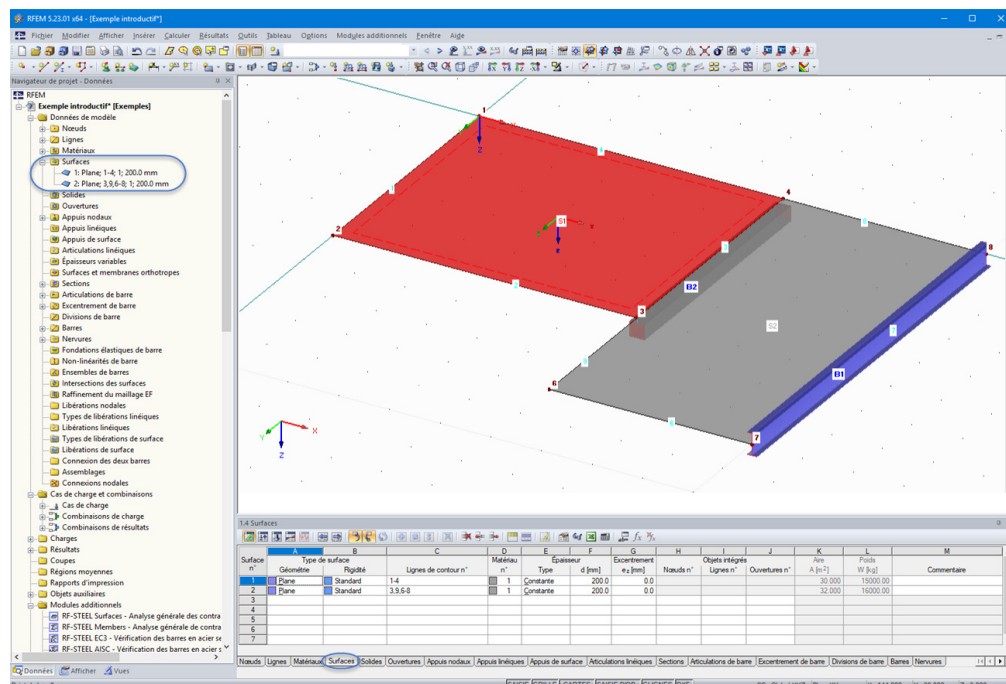 RFEM 5.23.01 x64 - [Exemple introductif*]
Fichier Modifier Afficher Insérer Calculer Résultats Outils Tableau Options Modules additionnels Fenêtre Aide
Navigateur de projet - Données
RFEM
Exemple introductif* [Exemples]
Données de modèle
Nœuds
Lignes
Matériaux
Surfaces
1: Plane; 1-4; 1; 200.0 mm
2: Plane; 3,9,6-8; 1; 200.0 mm
Solides
Ouvertures
Appuis nodaux
Appuis linéiques
Appuis de surface
Articulations linéiques
Épaisseurs variables
Surfaces et membranes orthotropes
Sections
Articulations de barre
Excentrement de barre
Divisions de barre
Barres
Nervures
Fondations élastiques de barre
Non-linéarités de barre
Ensembles de barres
Intersections des surfaces
Raffinement du maillage EF
Libérations nodales
Types de libérations linéiques
Libérations linéiques
Types de libérations de surface
Libérations de surface
Connexion des deux barres
Assemblages
Connexions nodales
Cas de charge et combinaisons
Cas de charge
Combinaisons de charge
Combinaisons de résultats
Charges
Résultats
Coupes
Régions moyennes
Rapports d'impression
Objets auxiliaires
Modules additionnels
RF-STEEL Surfaces - Analyse générale des contra
RF-STEEL Members - Analyse générale de contra
RF-STEEL EC3 - Vérification des barres en acier se
RF-STEEL AISC - Vérification des barres en acier s
Données Afficher Vues
1
Z
4
1
2
S1
4
8
2
3
B2
3
S2
7
B1
6
7
8
X
Y
Z
1.4 Surfaces
A B C D E F G H I J K L M
Surface Type de surface Matériau Épaisseur Excentrement Objets intégrés Aire Poids
n° Géométrie Rigidité Lignes de contour n° n° Type d [mm] ez [mm] Nœuds n° Lignes n° Ouvertures n° A [m²] W [kg] Commentaire
1 Plane Standard 1-4 1 Constante 200.0 0.0 30.000 15000.00
2 Plane Standard 3,9,6-8 1 Constante 200.0 0.0 32.000 16000.00
3
4
5
6
7
Nœuds Lignes Matériaux Surfaces Solides Ouvertures Appuis nodaux Appuis linéiques Appuis de surface Articulations linéiques Sections Articulations de barre Excentrement de barre Divisions de barre Barres Nervures